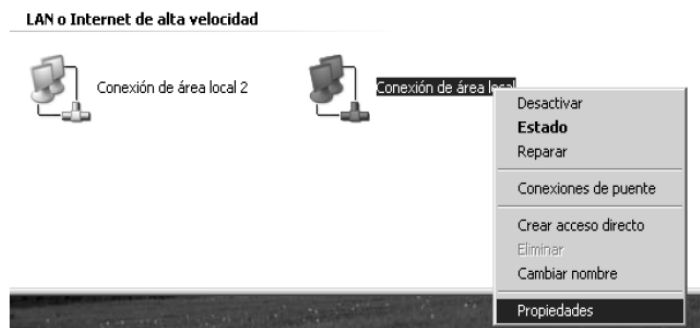 LAN o Internet de alta velocidad
Conexión de área local 2
Conexión de área local
Desactivar
Estado
Reparar
Conexiones de puente
Crear acceso directo
Eliminar
Cambiar nombre
Propiedades